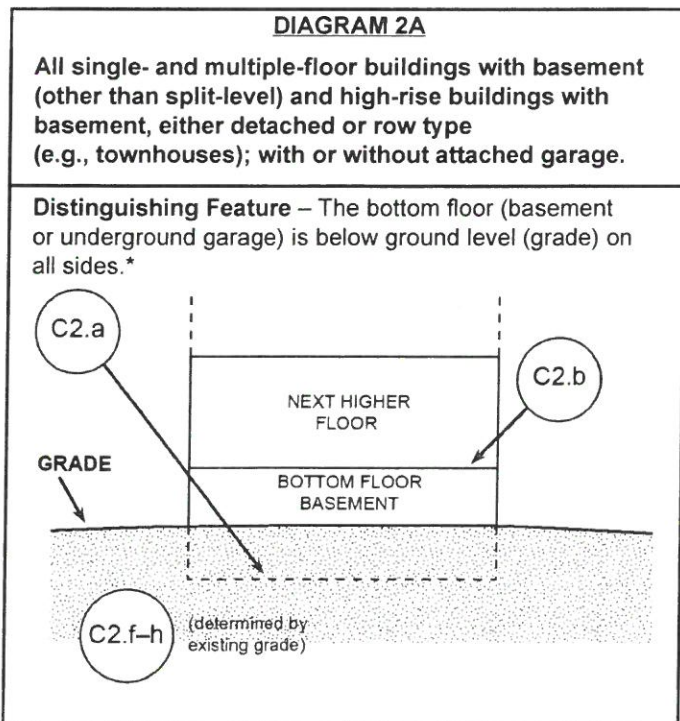 DIAGRAM 2A
All single- and multiple-floor buildings with basement
(other than split-level) and high-rise buildings with
basement, either detached or row type
(e.g., townhouses); with or without attached garage.
Distinguishing Feature – The bottom floor (basement
or underground garage) is below ground level (grade) on
all sides.*
C2.a
C2.b
NEXT HIGHER
FLOOR
GRADE
BOTTOM FLOOR
BASEMENT
C2.f–h
(determined by
existing grade)